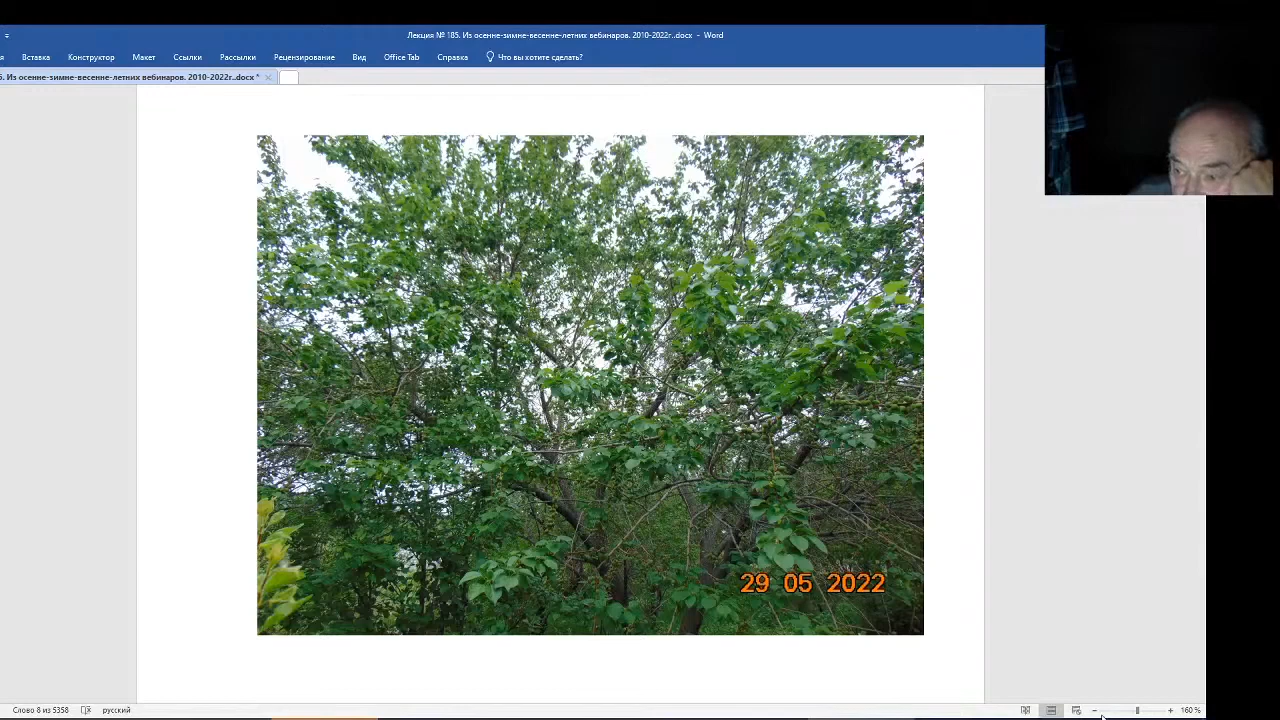 Лекция № 185. Из осенне-зимне-весенне-летних вебинаров. 2010-2022г..docx - Word
Вставка Конструктор Макет Ссылки Рассылки Рецензирование Вид Office Tab Справка Что вы хотите сделать?
. Из осенне-зимне-весенне-летних вебинаров. 2010-2022г..docx *
29 05 2022
Слово 8 из 5358 русский 160 %